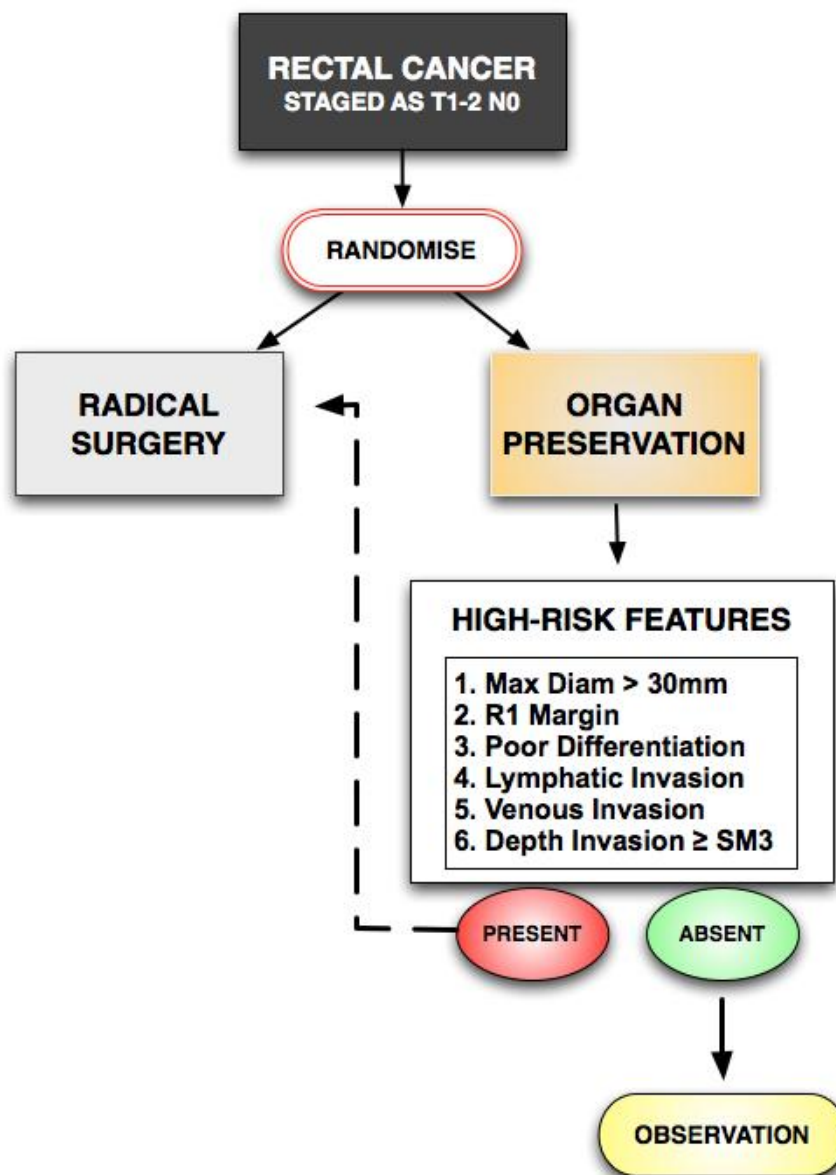 RECTAL CANCER
STAGED AS T1-2 N0
RANDOMISE
RADICAL
SURGERY
ORGAN
PRESERVATION
HIGH-RISK FEATURES
1. Max Diam > 30mm
2. R1 Margin
3. Poor Differentiation
4. Lymphatic Invasion
5. Venous Invasion
6. Depth Invasion ≥ SM3
PRESENT
ABSENT
OBSERVATION